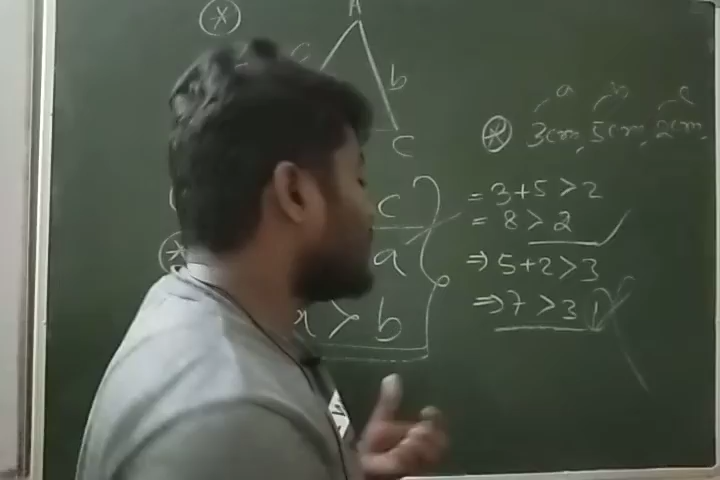 (*)
A
c
b
C
a b c
(*) 3cm, 5cm, 2cm,
= 3+5 > 2
= 8 > 2
⇒ 5+2 > 3
⇒ 7 > 3
c
a
> b